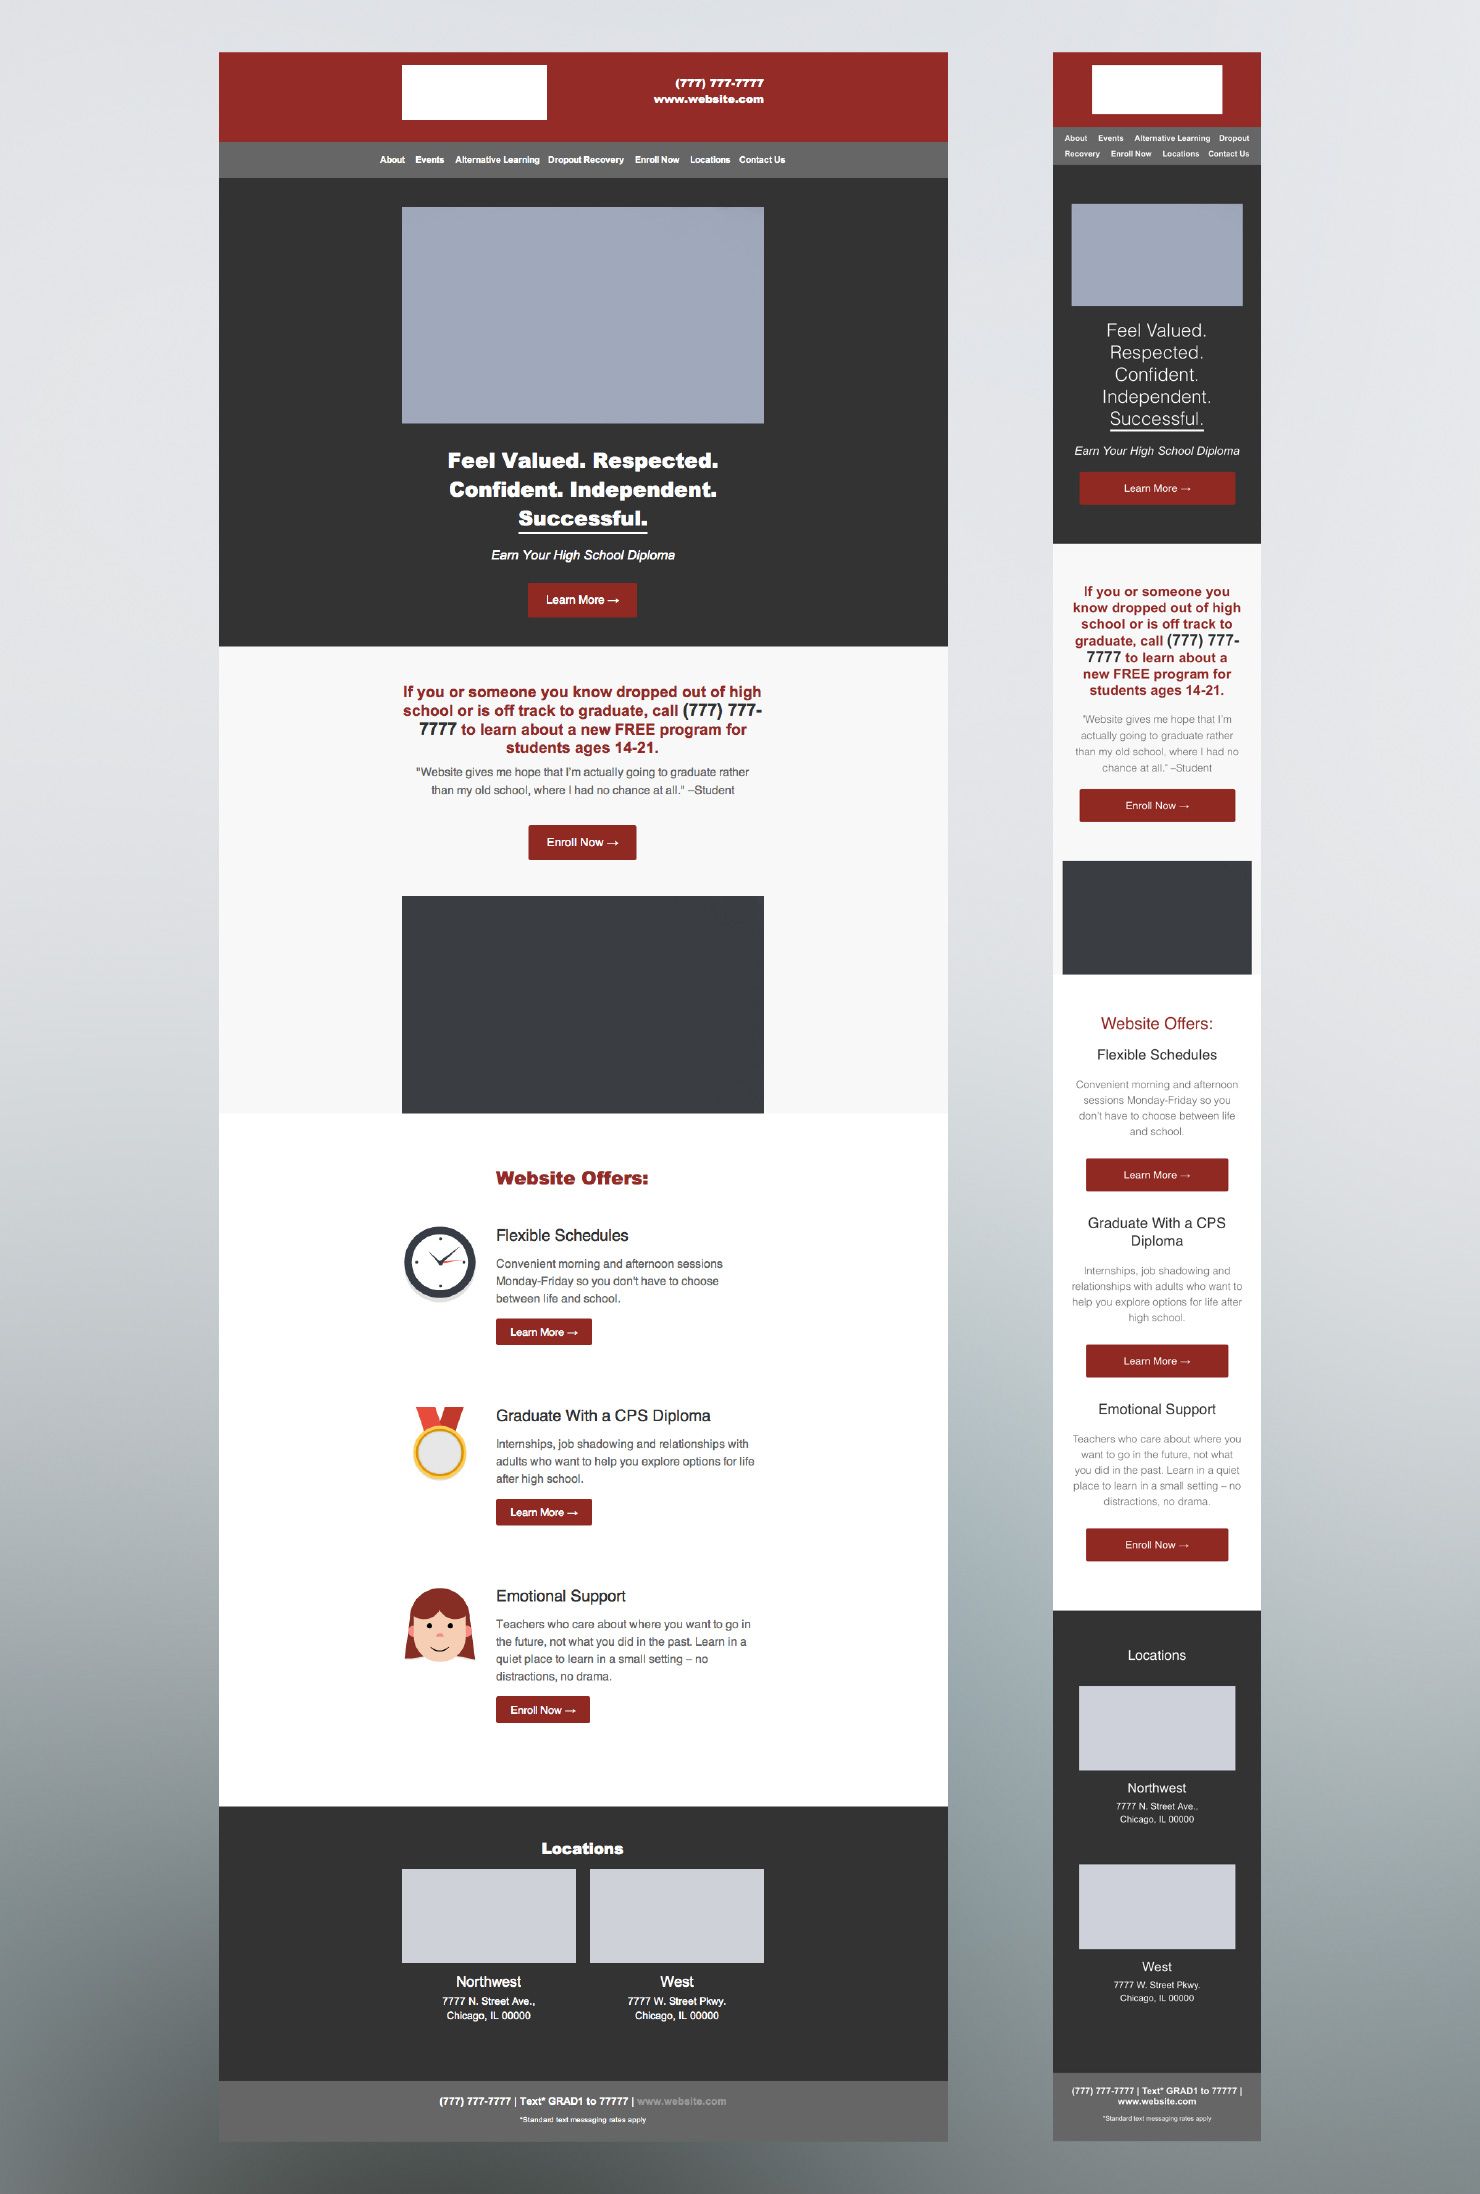 (777) 777-7777
www.website.com
About Events Alternative Learning Dropout Recovery Enroll Now Locations Contact Us
Feel Valued. Respected.
Confident. Independent.
Successful.
Earn Your High School Diploma
Learn More →
If you or someone you know dropped out of high
school or is off track to graduate, call (777) 777-
7777 to learn about a new FREE program for
students ages 14-21.
"Website gives me hope that I'm actually going to graduate rather
than my old school, where I had no chance at all." –Student
Enroll Now →
Website Offers:
Flexible Schedules
Convenient morning and afternoon sessions
Monday-Friday so you don't have to choose
between life and school.
Learn More →
Graduate With a CPS Diploma
Internships, job shadowing and relationships with
adults who want to help you explore options for life
after high school.
Learn More →
Emotional Support
Teachers who care about where you want to go in
the future, not what you did in the past. Learn in a
quiet place to learn in a small setting – no
distractions, no drama.
Enroll Now →
Locations
Northwest
7777 N. Street Ave.,
Chicago, IL 00000
West
7777 W. Street Pkwy.
Chicago, IL 00000
(777) 777-7777 | Text* GRAD1 to 77777 | www.website.com
*Standard text messaging rates apply
About Events Alternative Learning Dropout
Recovery Enroll Now Locations Contact Us
Feel Valued.
Respected.
Confident.
Independent.
Successful.
Earn Your High School Diploma
Learn More →
If you or someone you
know dropped out of high
school or is off track to
graduate, call (777) 777-
7777 to learn about a
new FREE program for
students ages 14-21.
"Website gives me hope that I'm
actually going to graduate rather
than my old school, where I had no
chance at all." –Student
Enroll Now →
Website Offers:
Flexible Schedules
Convenient morning and afternoon
sessions Monday-Friday so you
don't have to choose between life
and school.
Learn More →
Graduate With a CPS
Diploma
Internships, job shadowing and
relationships with adults who want to
help you explore options for life after
high school.
Learn More →
Emotional Support
Teachers who care about where you
want to go in the future, not what
you did in the past. Learn in a quiet
place to learn in a small setting – no
distractions, no drama.
Enroll Now →
Locations
Northwest
7777 N. Street Ave.,
Chicago, IL 00000
West
7777 W. Street Pkwy.
Chicago, IL 00000
(777) 777-7777 | Text* GRAD1 to 77777 |
www.website.com
*Standard text messaging rates apply